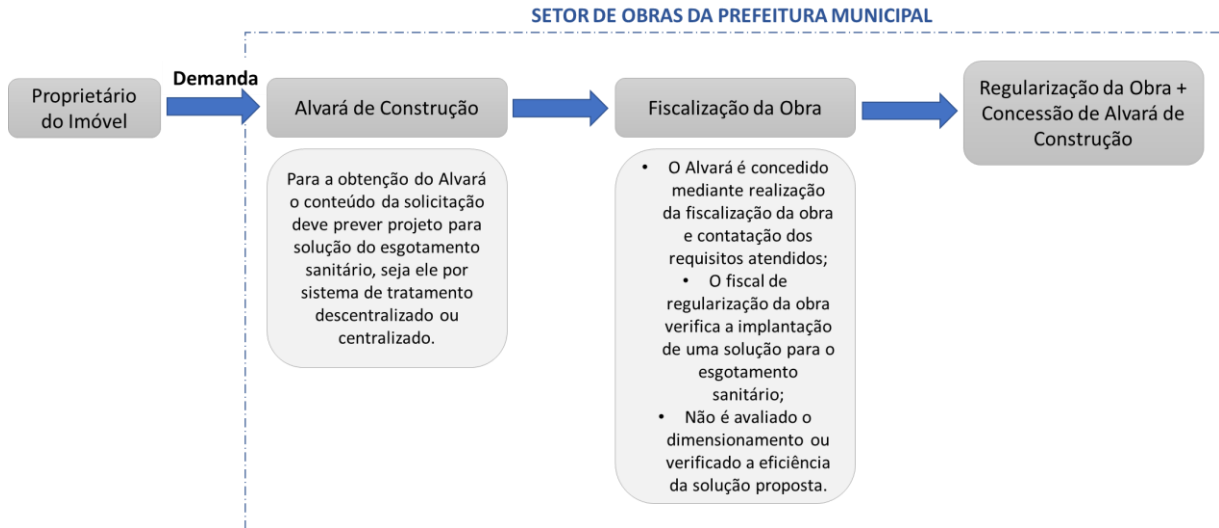 SETOR DE OBRAS DA PREFEITURA MUNICIPAL
Demanda
Proprietário
do Imóvel
Alvará de Construção
Para a obtenção do Alvará
o conteúdo da solicitação
deve prever projeto para
solução do esgotamento
sanitário, seja ele por
sistema de tratamento
descentralizado ou
centralizado.
Fiscalização da Obra
• O Alvará é concedido
mediante realização
da fiscalização da obra
e contatação dos
requisitos atendidos;
• O fiscal de
regularização da obra
verifica a implantação
de uma solução para o
esgotamento
sanitário;
• Não é avaliado o
dimensionamento ou
verificado a eficiência
da solução proposta.
Regularização da Obra +
Concessão de Alvará de
Construção